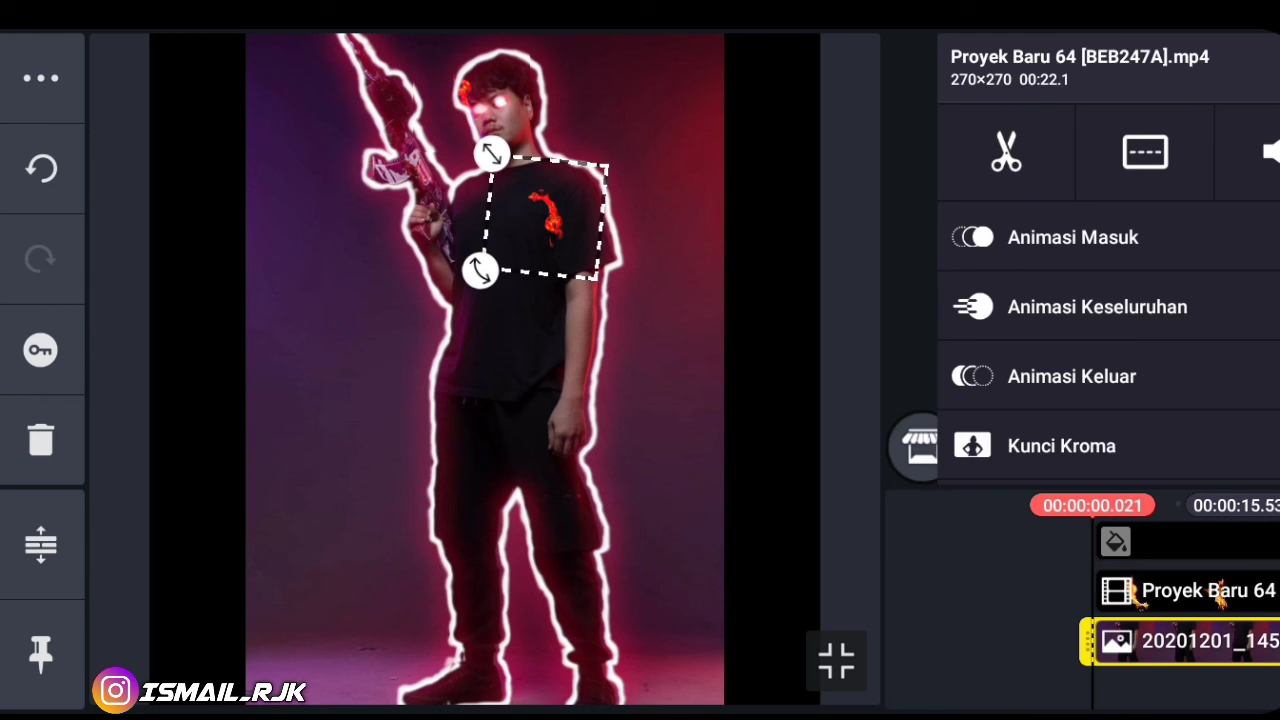 Proyek Baru 64 [BEB247A].mp4
270×270 00:22.1
Animasi Masuk
Animasi Keseluruhan
Animasi Keluar
Kunci Kroma
00:00:00.021
00:00:15.53
Proyek Baru 64
20201201_145
ISMAIL_RJK